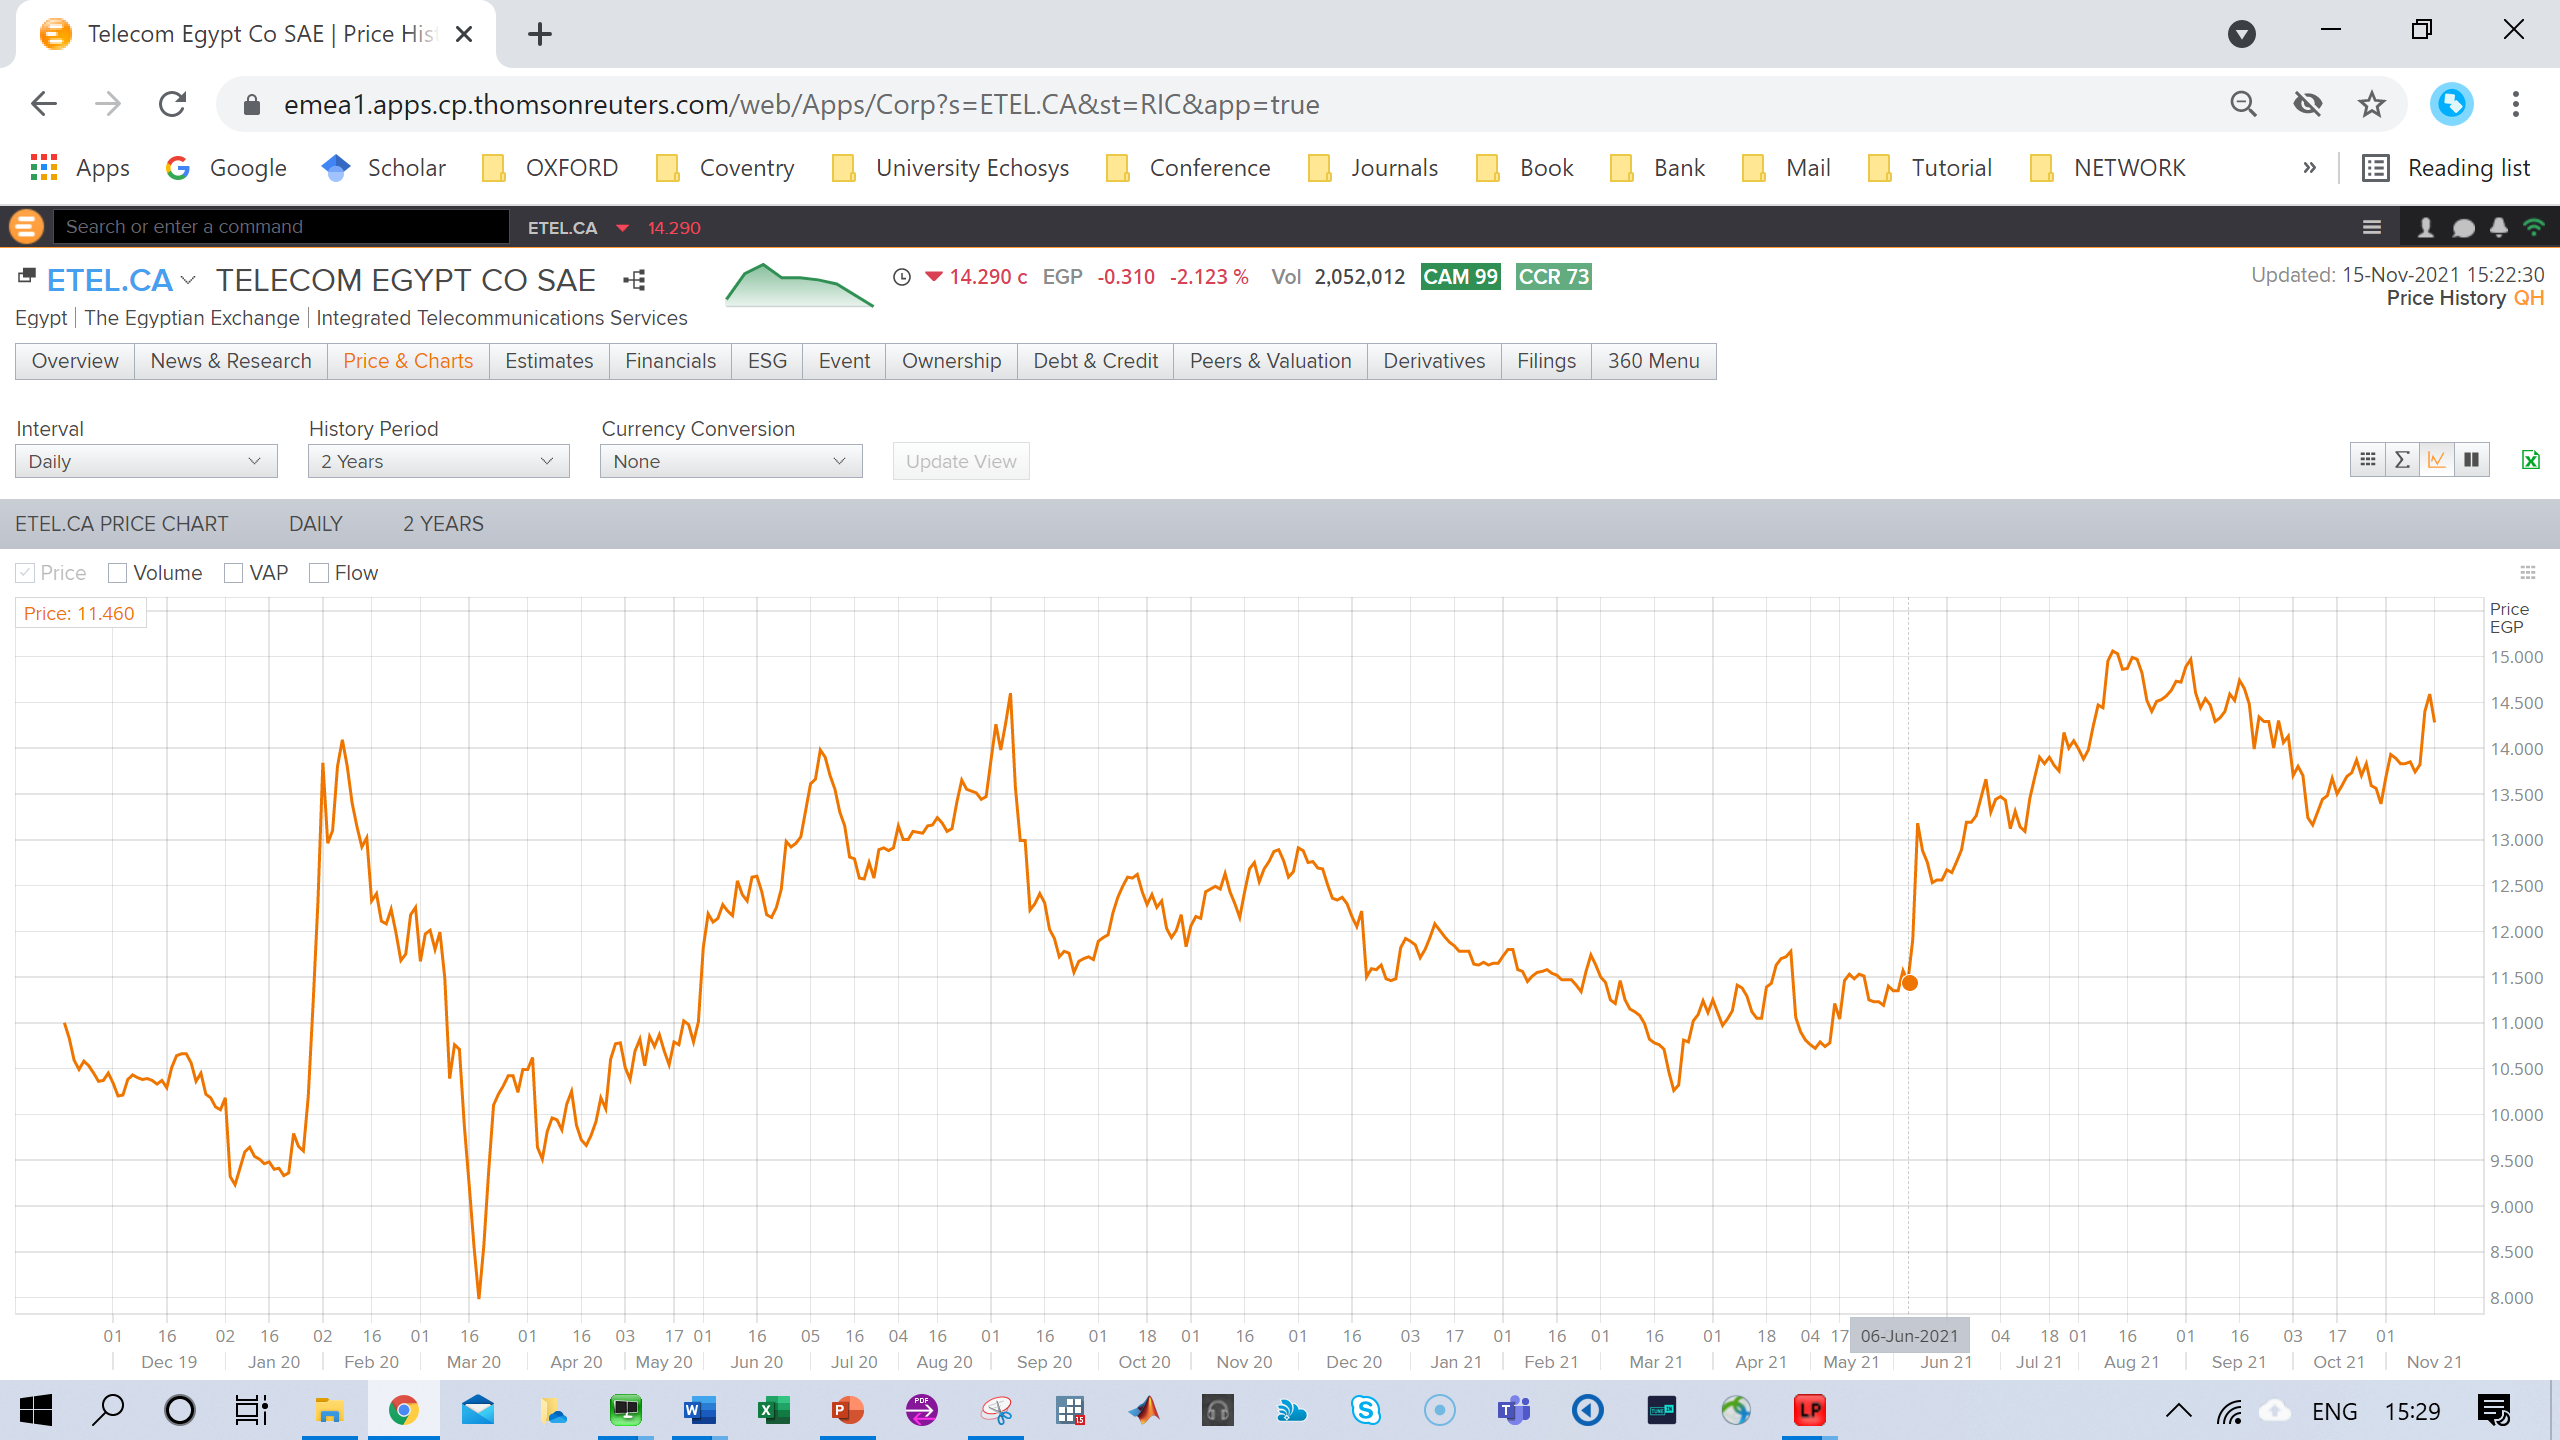 Telecom Egypt Co SAE | Price His
emea1.apps.cp.thomsonreuters.com/web/Apps/Corp?s=ETEL.CA&st=RIC&app=true
Apps Google Scholar OXFORD Coventry University Echosys Conference Journals Book Bank Mail Tutorial NETWORK » Reading list
Search or enter a command ETEL.CA 14.290
ETEL.CA TELECOM EGYPT CO SAE 14.290 c EGP -0.310 -2.123 % Vol 2,052,012 CAM 99 CCR 73 Updated: 15-Nov-2021 15:22:30
Price History QH
Egypt | The Egyptian Exchange | Integrated Telecommunications Services
Overview News & Research Price & Charts Estimates Financials ESG Event Ownership Debt & Credit Peers & Valuation Derivatives Filings 360 Menu
Interval History Period Currency Conversion
Daily 2 Years None Update View
ETEL.CA PRICE CHART DAILY 2 YEARS
Price Volume VAP Flow
Price: 11.460
Price
EGP
15.000
14.500
14.000
13.500
13.000
12.500
12.000
11.500
11.000
10.500
10.000
9.500
9.000
8.500
8.000
01 16 02 16 02 16 01 16 01 16 03 17 01 16 05 16 04 16 01 16 01 18 01 16 01 16 03 17 01 16 01 16 01 18 04 17 06-Jun-2021 04 18 01 16 01 16 03 17 01
Dec 19 Jan 20 Feb 20 Mar 20 Apr 20 May 20 Jun 20 Jul 20 Aug 20 Sep 20 Oct 20 Nov 20 Dec 20 Jan 21 Feb 21 Mar 21 Apr 21 May 21 Jun 21 Jul 21 Aug 21 Sep 21 Oct 21 Nov 21
PDF
15
LP
ENG 15:29